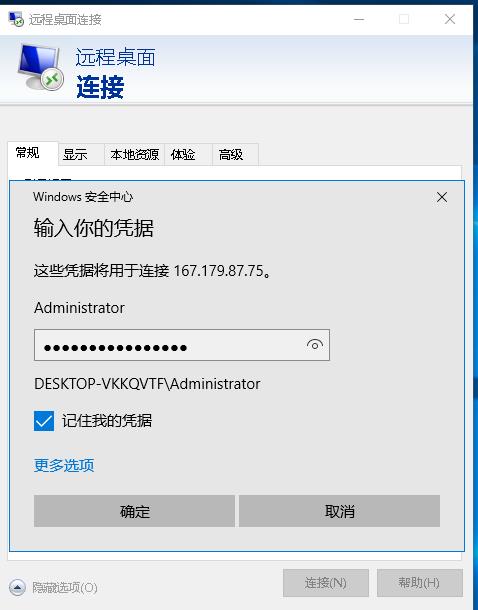 远程桌面连接
远程桌面
连接
常规 显示 本地资源 体验 高级
Windows 安全中心
输入你的凭据
这些凭据将用于连接 167.179.87.75。
Administrator
●●●●●●●●●●●●●●●●
DESKTOP-VKKQVTF\Administrator
记住我的凭据
更多选项
确定 取消
隐藏选项(O) 连接(N) 帮助(H)